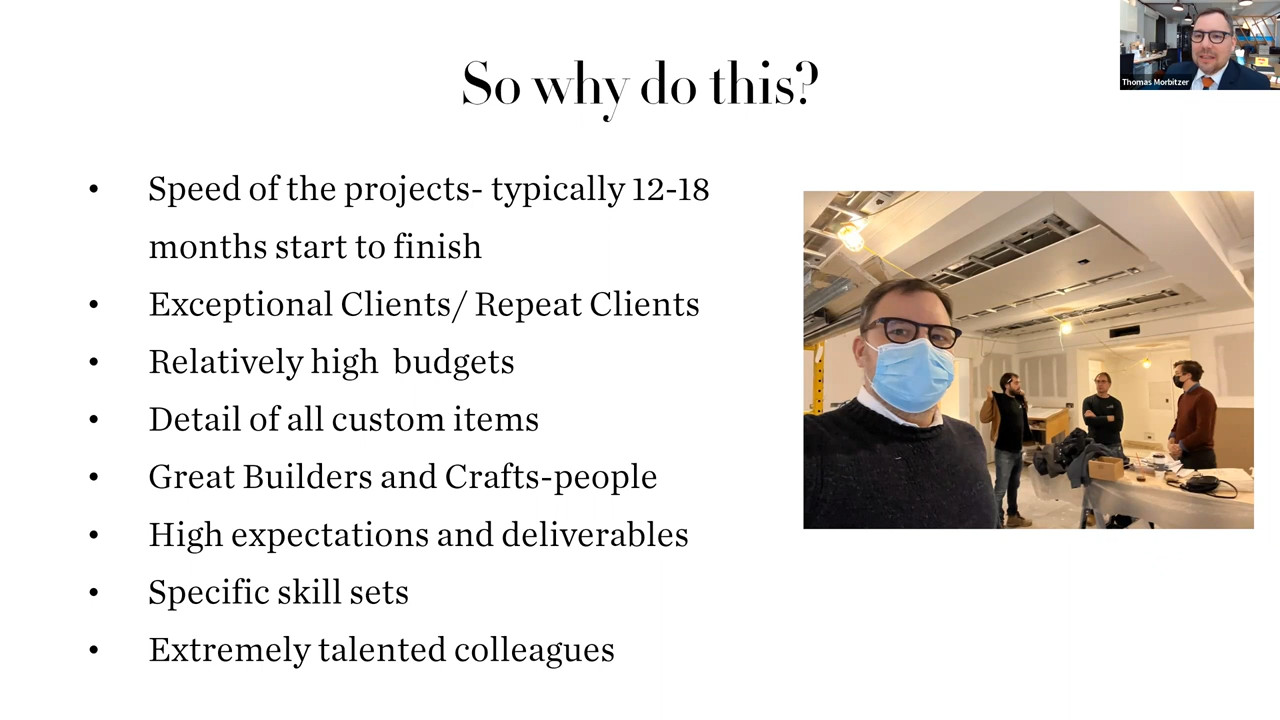 So why do this?
Thomas Morbitzer
• Speed of the projects- typically 12-18
months start to finish
• Exceptional Clients/ Repeat Clients
• Relatively high  budgets
• Detail of all custom items
• Great Builders and Crafts-people
• High expectations and deliverables
• Specific skill sets
• Extremely talented colleagues